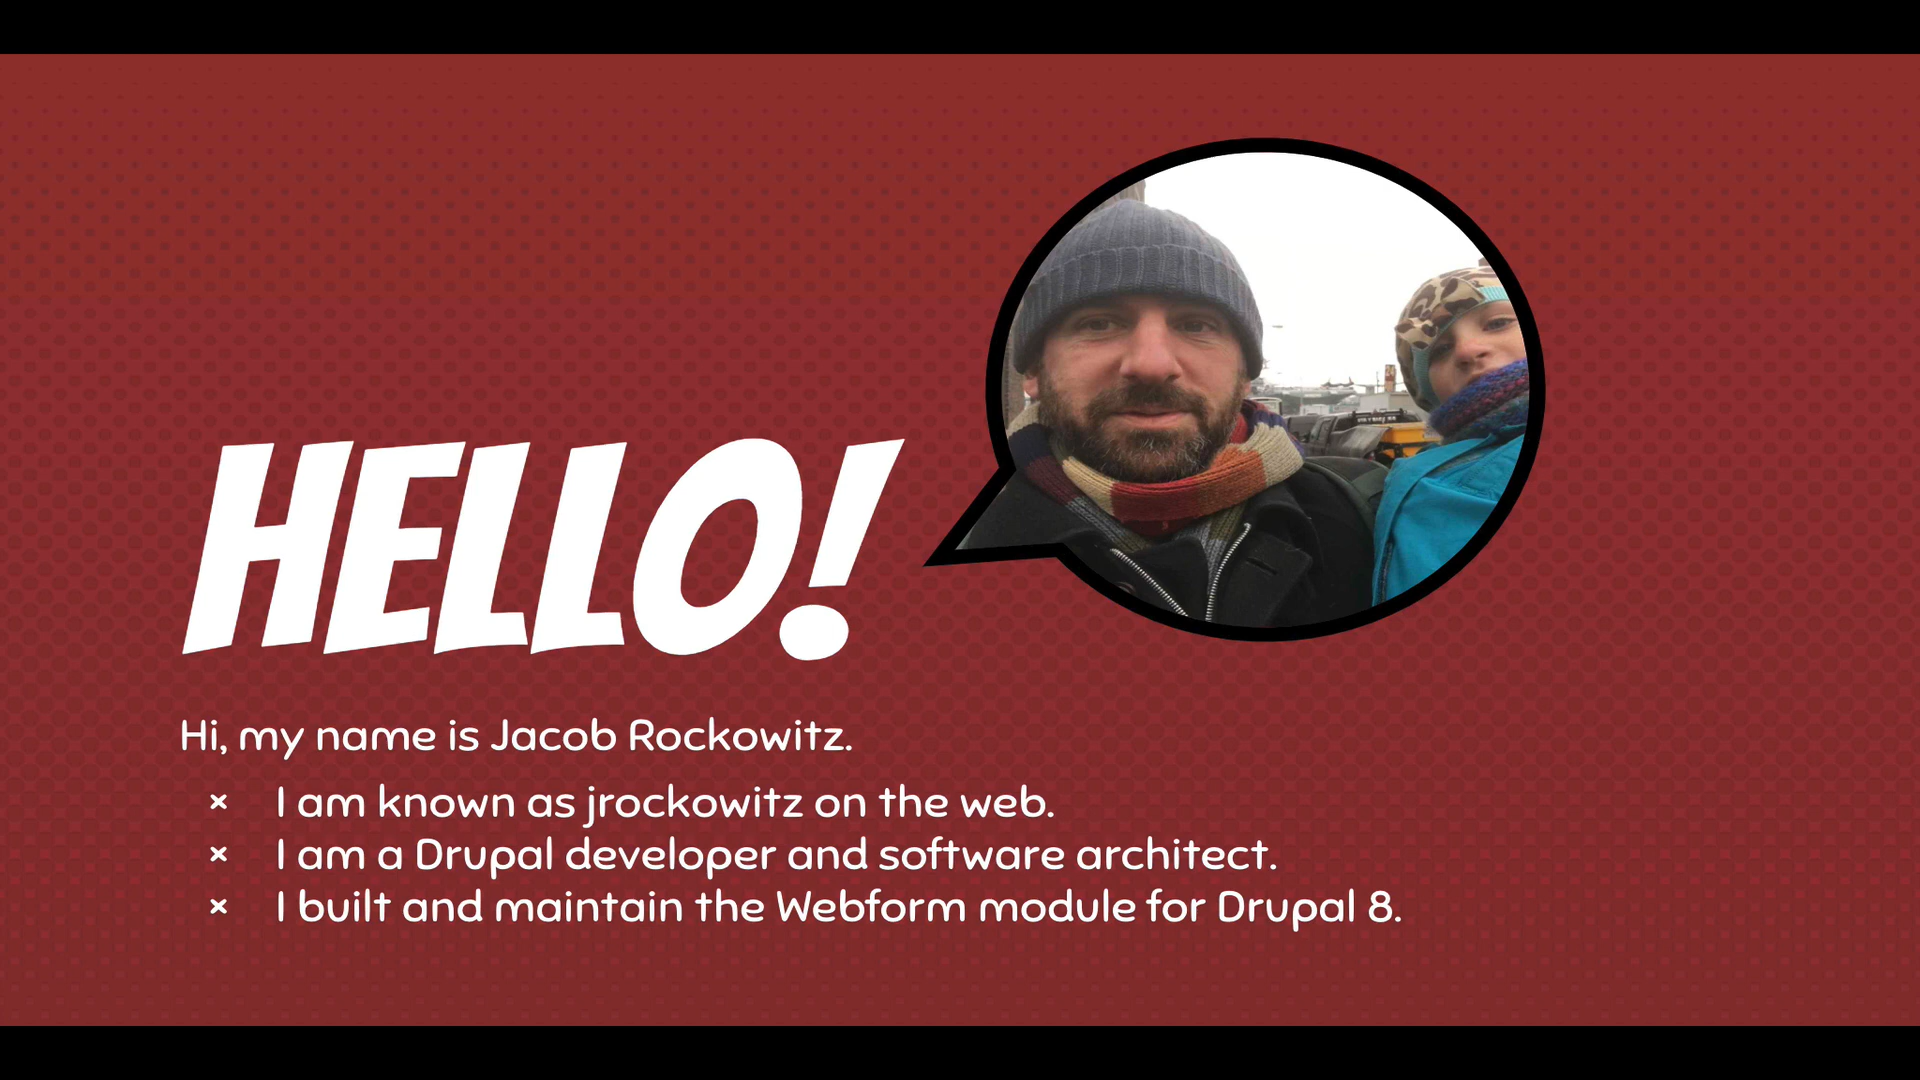 HELLO!
Hi, my name is Jacob Rockowitz.
× I am known as jrockowitz on the web.
× I am a Drupal developer and software architect.
× I built and maintain the Webform module for Drupal 8.